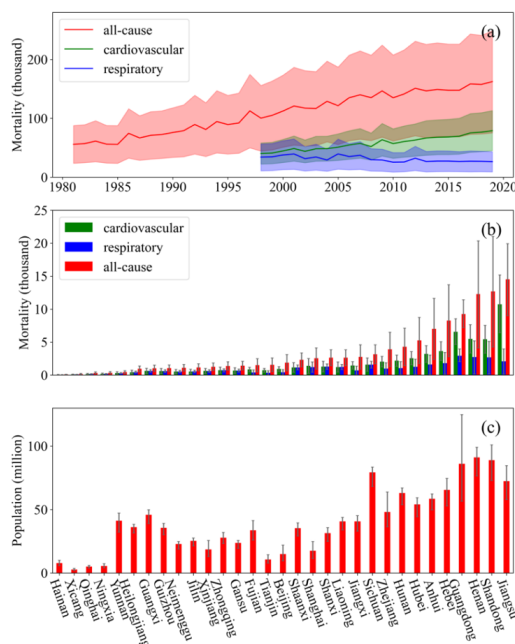 (a)
all-cause
cardiovascular
respiratory
Mortality (thousand)
200
100
0
1980 1985 1990 1995 2000 2005 2010 2015 2020
(b)
cardiovascular
respiratory
all-cause
Mortality (thousand)
25
20
15
10
5
0
(c)
Population (million)
100
50
0
Hainan
Xicang
Qinghai
Ningxia
Yunnan
Heilongjiang
Guangxi
Guizhou
Neimenggu
Xinjiang
Zhongqing
Gansu
Fujian
Tianjin
Beijing
Shaanxi
Shanghai
Shanxi
Liaoning
Jiangxi
Sichuan
Zhejiang
Hunan
Hubei
Anhui
Hebei
Guangdong
Henan
Shandong
Jiangsu